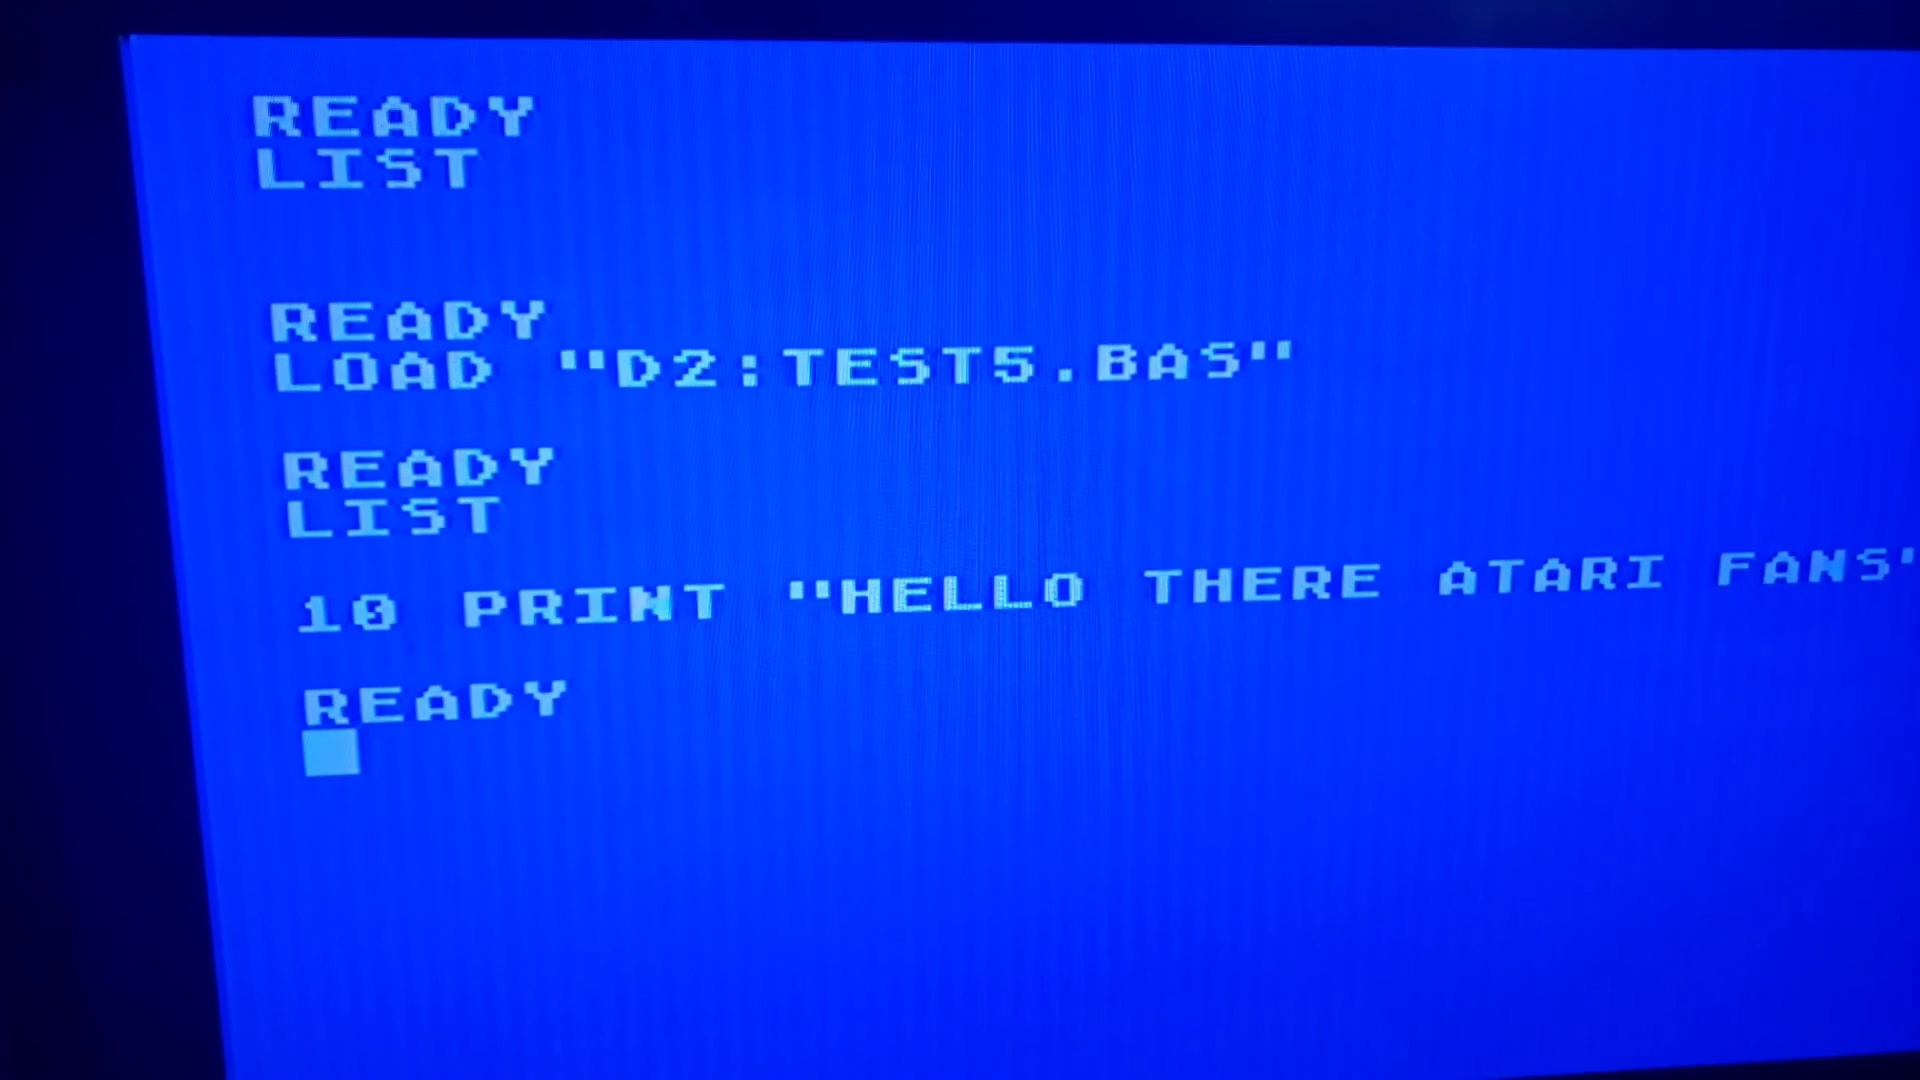 READY
LIST
READY
LOAD "D2:TEST5.BAS"
READY
LIST
10 PRINT "HELLO THERE ATARI FANS"
READY